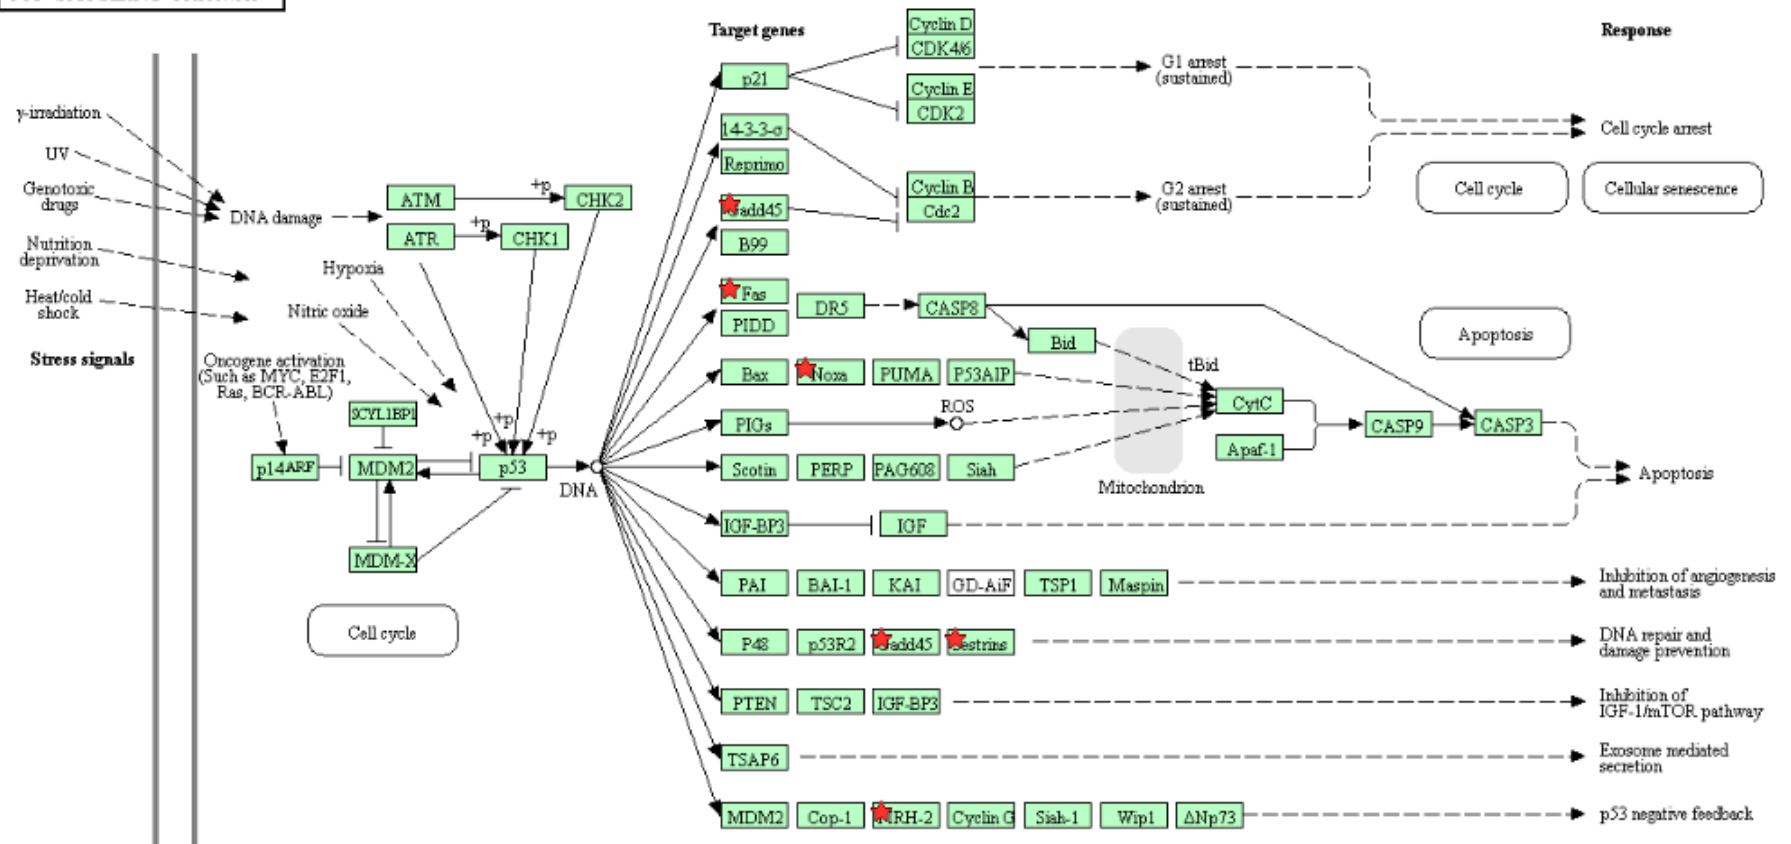 Target genes
Response
Cyclin D
CDK4/6
p21
G1 arrest
(sustained)
Cyclin E
CDK2
γ-irradiation
14-3-3-σ
Cell cycle arrest
UV
Reprimo
Genotoxic
drugs
DNA damage
ATM
+p
CHK2
Cyclin B
Cdc2
G2 arrest
(sustained)
Cell cycle
Cellular senescence
add45
ATR
+p
CHK1
B99
Nutrition
deprivation
Hypoxia
Heat/cold
shock
Nitric oxide
Fas
PIDD
DR5
CASP8
Bid
tBid
Apoptosis
Stress signals
Oncogene activation
(Such as MYC, E2F1,
Ras, BCR-ABL)
Bax
Noxa
PUMA
P53AIP
CytC
SCYL1BP1
+p
+p
+p
PIGs
ROS
CASP9
CASP3
Apaf-1
p14ARF
MDM2
p53
DNA
Scotin
PERP
PAG608
Siah
Mitochondrion
Apoptosis
IGF-BP3
IGF
MDM-X
PAI
BAI-1
KAI
GD-AiF
TSP1
Maspin
Inhibition of angiogenesis
and metastasis
Cell cycle
P48
p53R2
add45
estrins
DNA repair and
damage prevention
PTEN
TSC2
IGF-BP3
Inhibition of
IGF-1/mTOR pathway
TSAP6
Exosome mediated
secretion
MDM2
Cop-1
RH-2
Cyclin G
Siah-1
Wip1
ΔNp73
p53 negative feedback